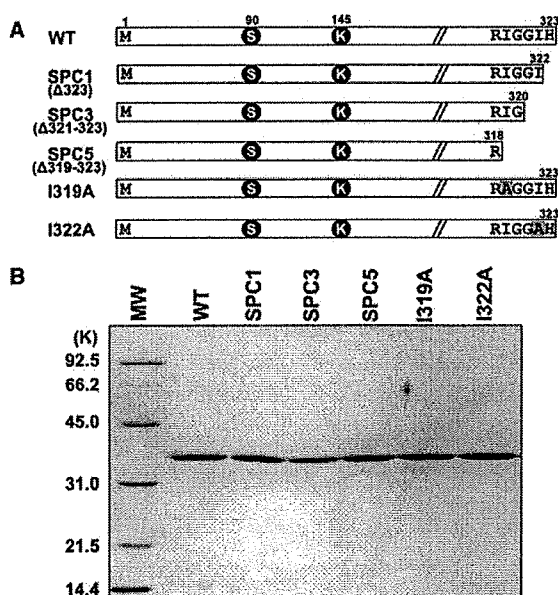 A
1 90 145 323
WT M S K // RIGGIH
322
SPC1 M S K // RIGGI
(Δ323)
320
SPC3 M S K // RIG
(Δ321-323)
318
SPC5 M S K // R
(Δ319-323)
323
I319A M S K // RAGGIH
323
I322A M S K // RIGGAH
B
MW WT SPC1 SPC3 SPC5 I319A I322A
(K)
92.5
66.2
45.0
31.0
21.5
14.4